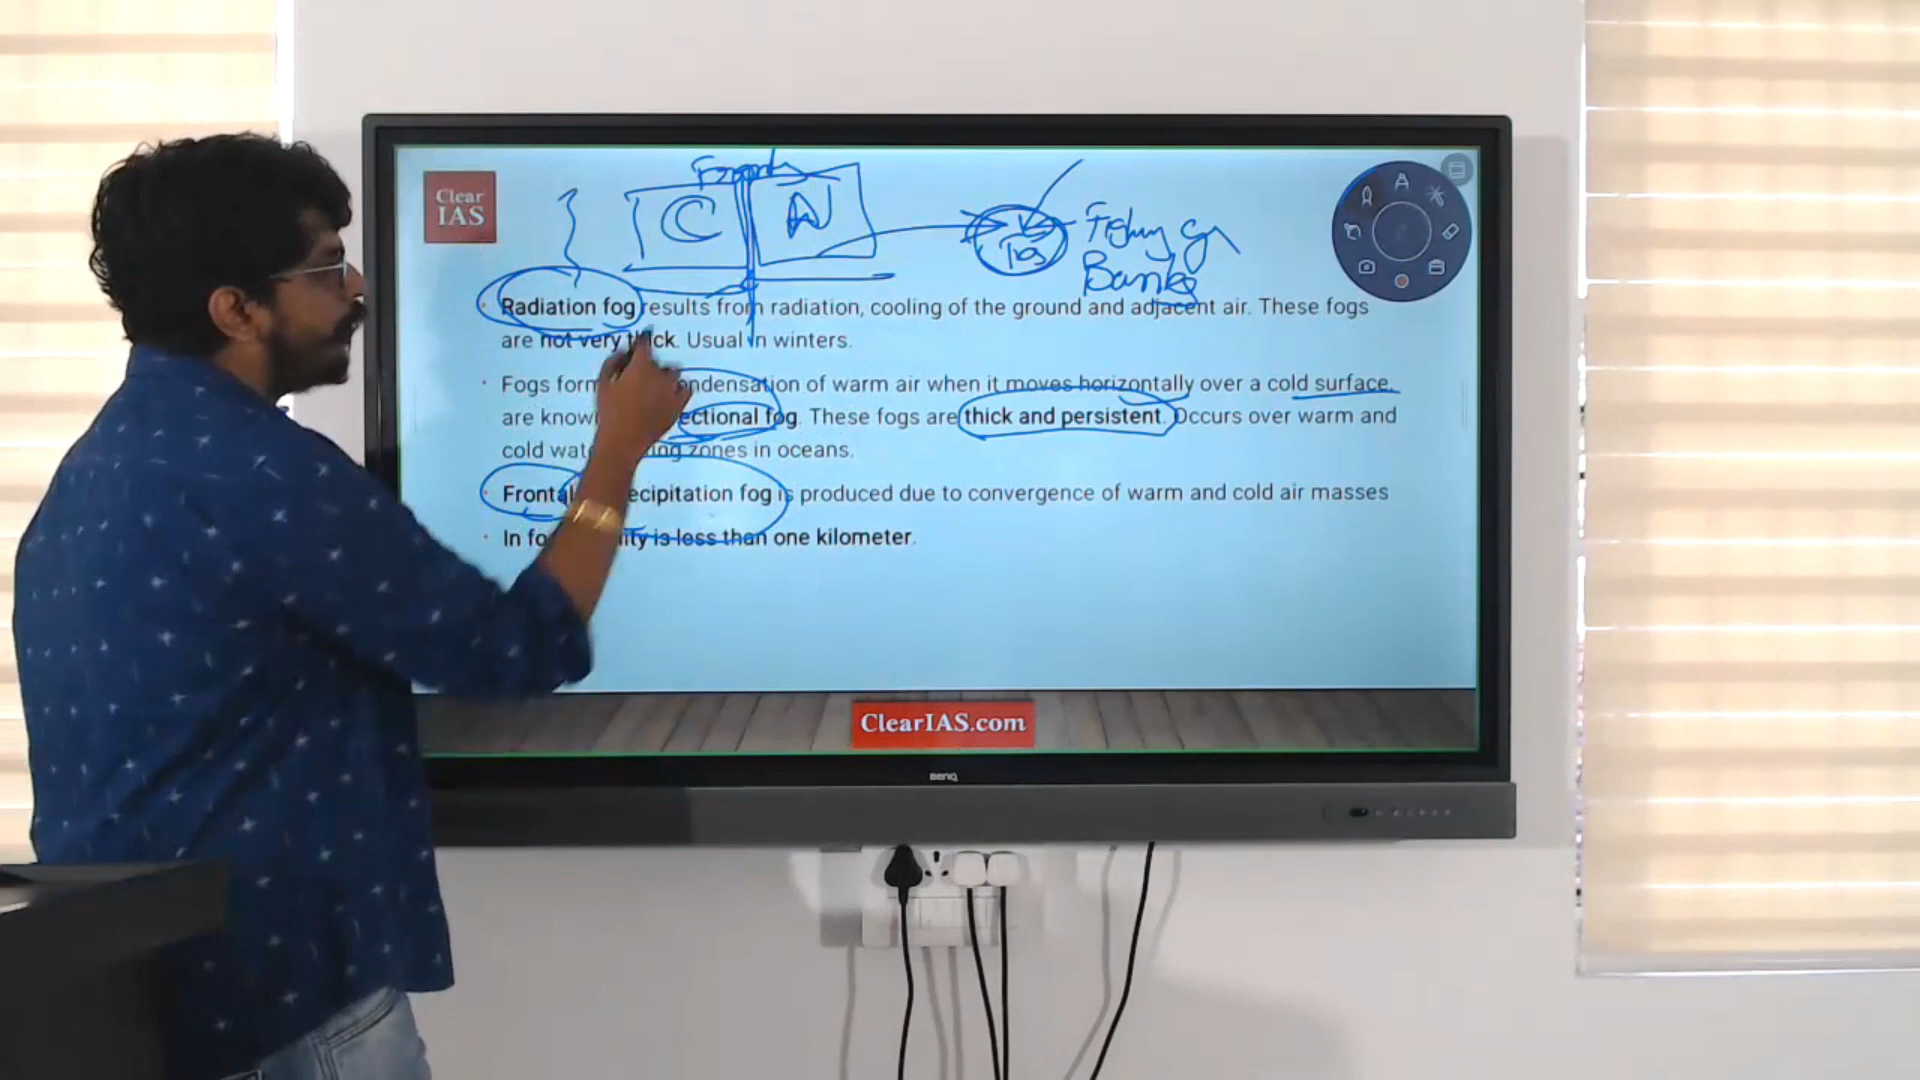 Clear
IAS
Fronts
C W
fog
Fishing Gr
Banks
Radiation fog results from radiation, cooling of the ground and adjacent air. These fogs
are not very thick. Usual in winters.
Fogs form condensation of warm air when it moves horizontally over a cold surface,
are know ectional fog. These fogs are thick and persistent. Occurs over warm and
cold wat ing zones in oceans.
Frontal ecipitation fog is produced due to convergence of warm and cold air masses
In fo ity is less than one kilometer.
ClearIAS.com
BenQ